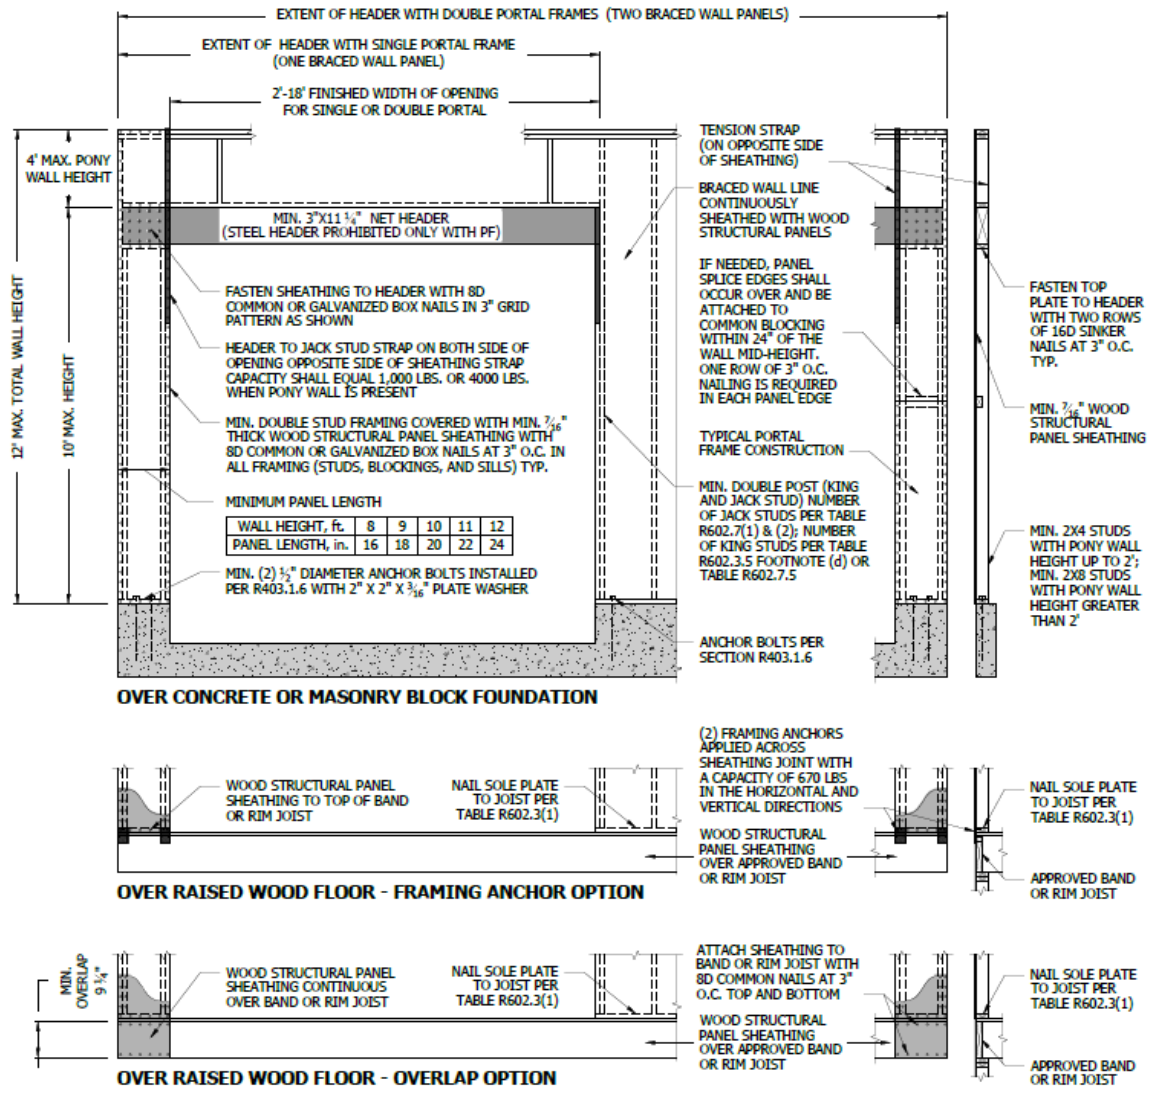 EXTENT OF HEADER WITH DOUBLE PORTAL FRAMES (TWO BRACED WALL PANELS)
EXTENT OF HEADER WITH SINGLE PORTAL FRAME
(ONE BRACED WALL PANEL)
2'-18' FINISHED WIDTH OF OPENING
FOR SINGLE OR DOUBLE PORTAL
12' MAX. TOTAL WALL HEIGHT
4' MAX. PONY
WALL HEIGHT
10' MAX. HEIGHT
MIN. 3"X11 ¼" NET HEADER
(STEEL HEADER PROHIBITED ONLY WITH PF)
FASTEN SHEATHING TO HEADER WITH 8D
COMMON OR GALVANIZED BOX NAILS IN 3" GRID
PATTERN AS SHOWN
HEADER TO JACK STUD STRAP ON BOTH SIDE OF
OPENING OPPOSITE SIDE OF SHEATHING STRAP
CAPACITY SHALL EQUAL 1,000 LBS. OR 4000 LBS.
WHEN PONY WALL IS PRESENT
MIN. DOUBLE STUD FRAMING COVERED WITH MIN. 7/16"
THICK WOOD STRUCTURAL PANEL SHEATHING WITH
8D COMMON OR GALVANIZED BOX NAILS AT 3" O.C. IN
ALL FRAMING (STUDS, BLOCKINGS, AND SILLS) TYP.
MINIMUM PANEL LENGTH
WALL HEIGHT, ft. 8 9 10 11 12
PANEL LENGTH, in. 16 18 20 22 24
MIN. (2) ½" DIAMETER ANCHOR BOLTS INSTALLED
PER R403.1.6 WITH 2" X 2" X 3/16" PLATE WASHER
TENSION STRAP
(ON OPPOSITE SIDE
OF SHEATHING)
BRACED WALL LINE
CONTINUOUSLY
SHEATHED WITH WOOD
STRUCTURAL PANELS
IF NEEDED, PANEL
SPLICE EDGES SHALL
OCCUR OVER AND BE
ATTACHED TO
COMMON BLOCKING
WITHIN 24" OF THE
WALL MID-HEIGHT.
ONE ROW OF 3" O.C.
NAILING IS REQUIRED
IN EACH PANEL EDGE
TYPICAL PORTAL
FRAME CONSTRUCTION
MIN. DOUBLE POST (KING
AND JACK STUD) NUMBER
OF JACK STUDS PER TABLE
R602.7(1) & (2); NUMBER
OF KING STUDS PER TABLE
R602.3.5 FOOTNOTE (d) OR
TABLE R602.7.5
ANCHOR BOLTS PER
SECTION R403.1.6
FASTEN TOP
PLATE TO HEADER
WITH TWO ROWS
OF 16D SINKER
NAILS AT 3" O.C.
TYP.
MIN. 7/16" WOOD
STRUCTURAL
PANEL SHEATHING
MIN. 2X4 STUDS
WITH PONY WALL
HEIGHT UP TO 2';
MIN. 2X8 STUDS
WITH PONY WALL
HEIGHT GREATER
THAN 2'
OVER CONCRETE OR MASONRY BLOCK FOUNDATION
WOOD STRUCTURAL PANEL
SHEATHING TO TOP OF BAND
OR RIM JOIST
NAIL SOLE PLATE
TO JOIST PER
TABLE R602.3(1)
(2) FRAMING ANCHORS
APPLIED ACROSS
SHEATHING JOINT WITH
A CAPACITY OF 670 LBS
IN THE HORIZONTAL AND
VERTICAL DIRECTIONS
WOOD STRUCTURAL
PANEL SHEATHING
OVER APPROVED BAND
OR RIM JOIST
NAIL SOLE PLATE
TO JOIST PER
TABLE R602.3(1)
APPROVED BAND
OR RIM JOIST
OVER RAISED WOOD FLOOR - FRAMING ANCHOR OPTION
MIN.
OVERLAP
9 ¼"
WOOD STRUCTURAL PANEL
SHEATHING CONTINUOUS
OVER BAND OR RIM JOIST
NAIL SOLE PLATE
TO JOIST PER
TABLE R602.3(1)
ATTACH SHEATHING TO
BAND OR RIM JOIST WITH
8D COMMON NAILS AT 3"
O.C. TOP AND BOTTOM
WOOD STRUCTURAL
PANEL SHEATHING
OVER APPROVED BAND
OR RIM JOIST
NAIL SOLE PLATE
TO JOIST PER
TABLE R602.3(1)
APPROVED BAND
OR RIM JOIST
OVER RAISED WOOD FLOOR - OVERLAP OPTION